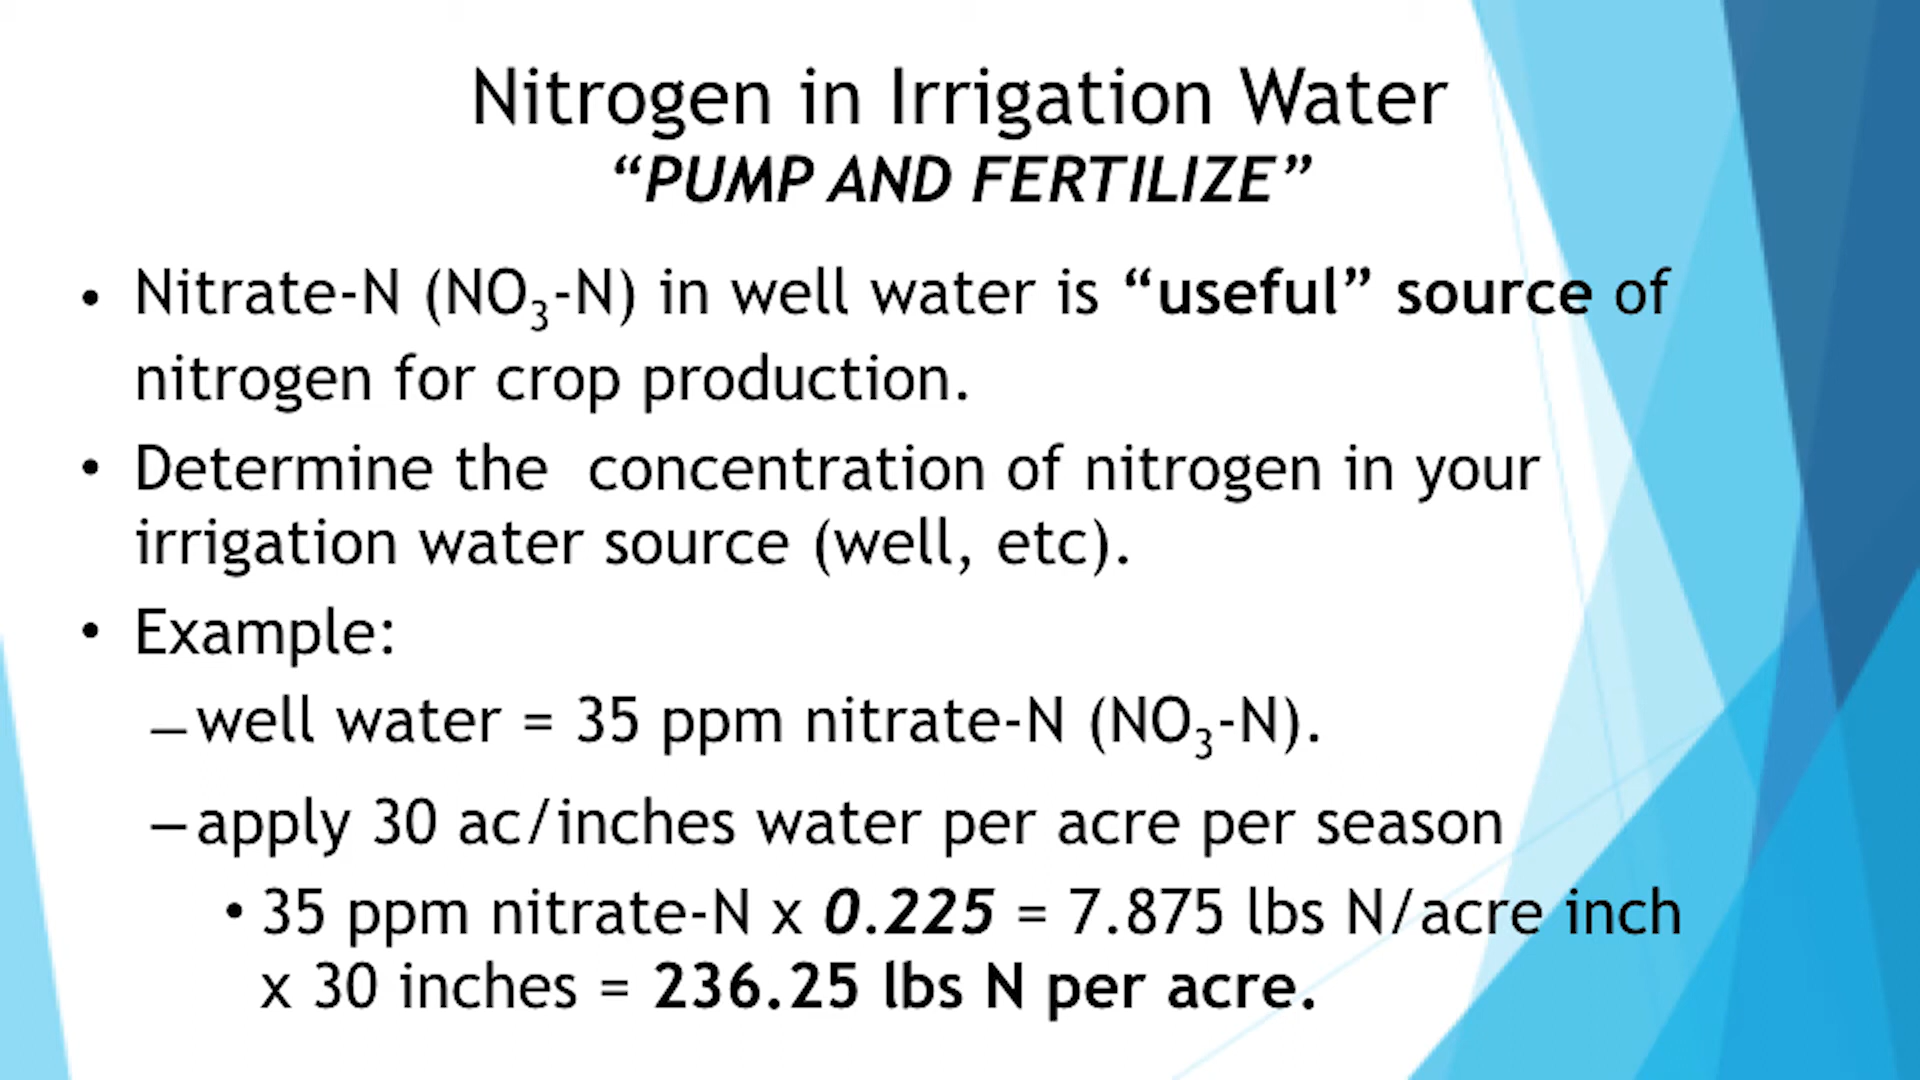 Nitrogen in Irrigation Water
“PUMP AND FERTILIZE”
• Nitrate-N (NO₃-N) in well water is “useful” source of
nitrogen for crop production.
• Determine the  concentration of nitrogen in your
irrigation water source (well, etc).
• Example:
– well water = 35 ppm nitrate-N (NO₃-N).
– apply 30 ac/inches water per acre per season
• 35 ppm nitrate-N x 0.225 = 7.875 lbs N/acre inch
x 30 inches = 236.25 lbs N per acre.